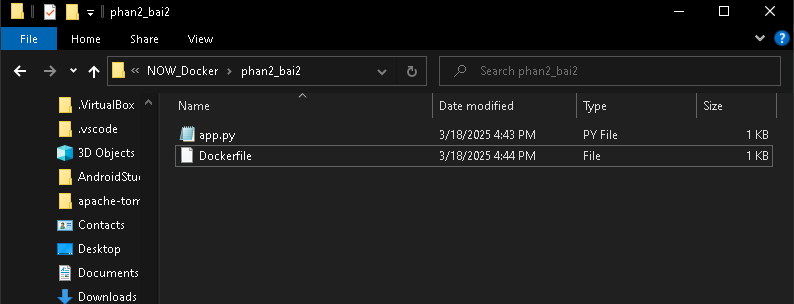 phan2_bai2
File Home Share View
« NOW_Docker › phan2_bai2
Search phan2_bai2
Name Date modified Type Size
.VirtualBox
.vscode
3D Objects
AndroidStu
apache-tom
Contacts
Desktop
Documents
Downloads
app.py 3/18/2025 4:43 PM PY File 1 KB
Dockerfile 3/18/2025 4:44 PM File 1 KB